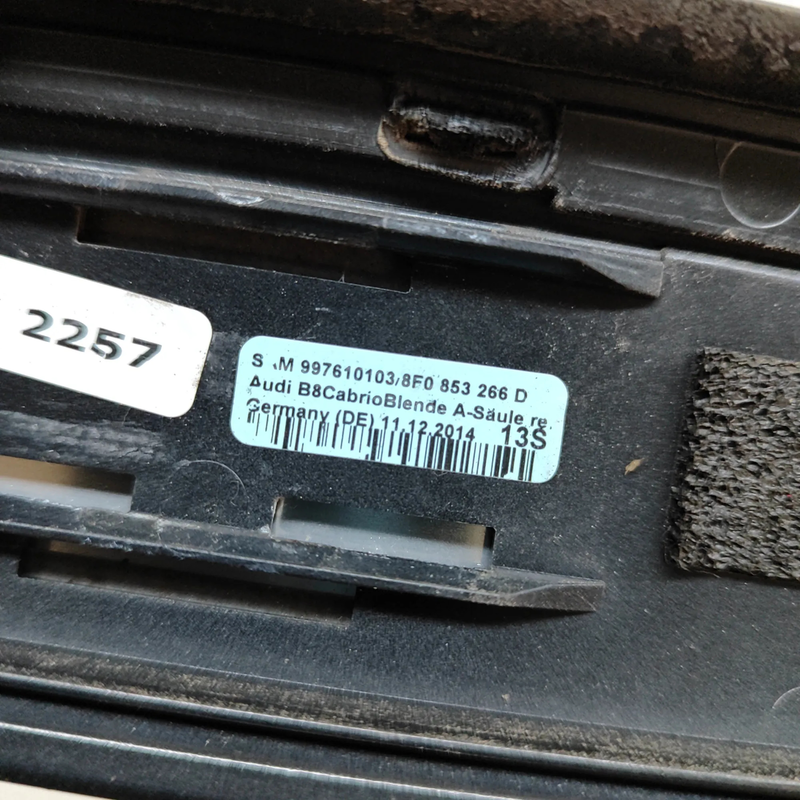 2257
997610103/8F0 853 266 D
Audi B8CabrioBlende A-Säule re
Germany (DE) 11.12.2014 13S